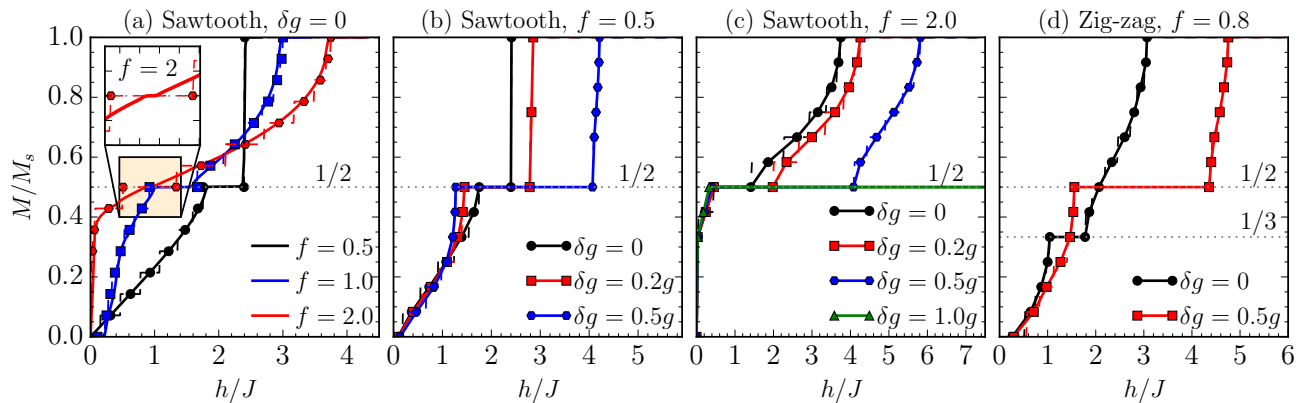 (a) Sawtooth, δg = 0
(b) Sawtooth, f = 0.5
(c) Sawtooth, f = 2.0
(d) Zig-zag, f = 0.8
M/M_s
1.0
0.8
0.6
0.4
0.2
0.0
f = 2
1/2
f = 0.5
f = 1.0
f = 2.0
0 1 2 3 4
h/J
1/2
δg = 0
δg = 0.2g
δg = 0.5g
0 1 2 3 4 5
h/J
1/2
δg = 0
δg = 0.2g
δg = 0.5g
δg = 1.0g
0 1 2 3 4 5 6 7
h/J
1/2
1/3
δg = 0
δg = 0.5g
0 1 2 3 4 5 6
h/J